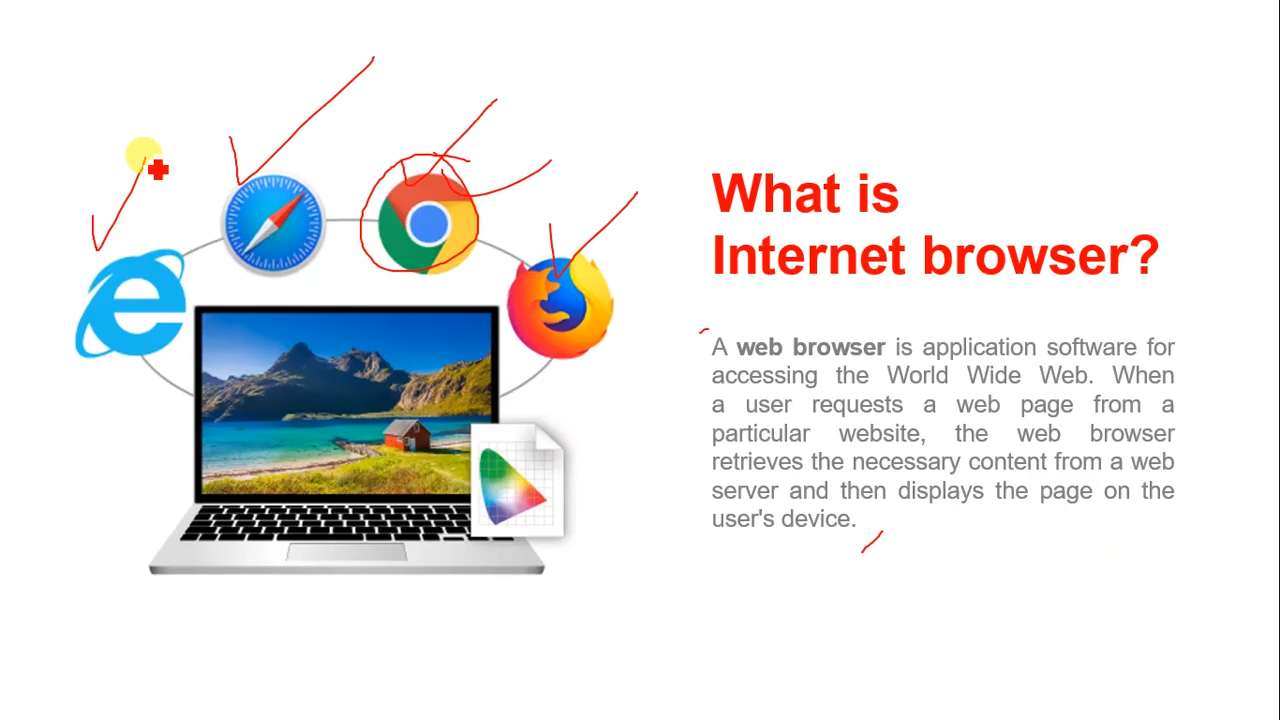 What is
Internet browser?
A web browser is application software for
accessing the World Wide Web. When
a user requests a web page from a
particular website, the web browser
retrieves the necessary content from a web
server and then displays the page on the
user's device.